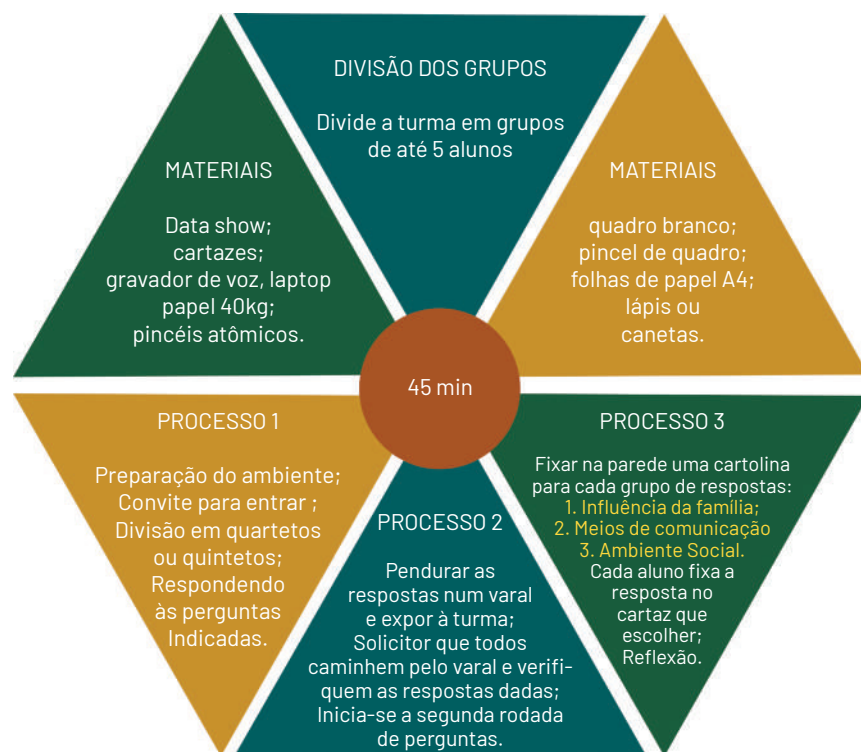 DIVISÃO DOS GRUPOS
Divide a turma em grupos
de até 5 alunos
MATERIAIS
Data show;
cartazes;
gravador de voz, laptop
papel 40kg;
pincéis atômicos.
MATERIAIS
quadro branco;
pincel de quadro;
folhas de papel A4;
lápis ou
canetas.
45 min
PROCESSO 1
Preparação do ambiente;
Convite para entrar ;
Divisão em quartetos
ou quintetos;
Respondendo
às perguntas
Indicadas.
PROCESSO 2
Pendurar as
respostas num varal
e expor à turma;
Solicitor que todos
caminhem pelo varal e verifi-
quem as respostas dadas;
Inicia-se a segunda rodada
de perguntas.
PROCESSO 3
Fixar na parede uma cartolina
para cada grupo de respostas:
1. Influência da família;
2. Meios de comunicação
3. Ambiente Social.
Cada aluno fixa a
resposta no
cartaz que
escolher;
Reflexão.